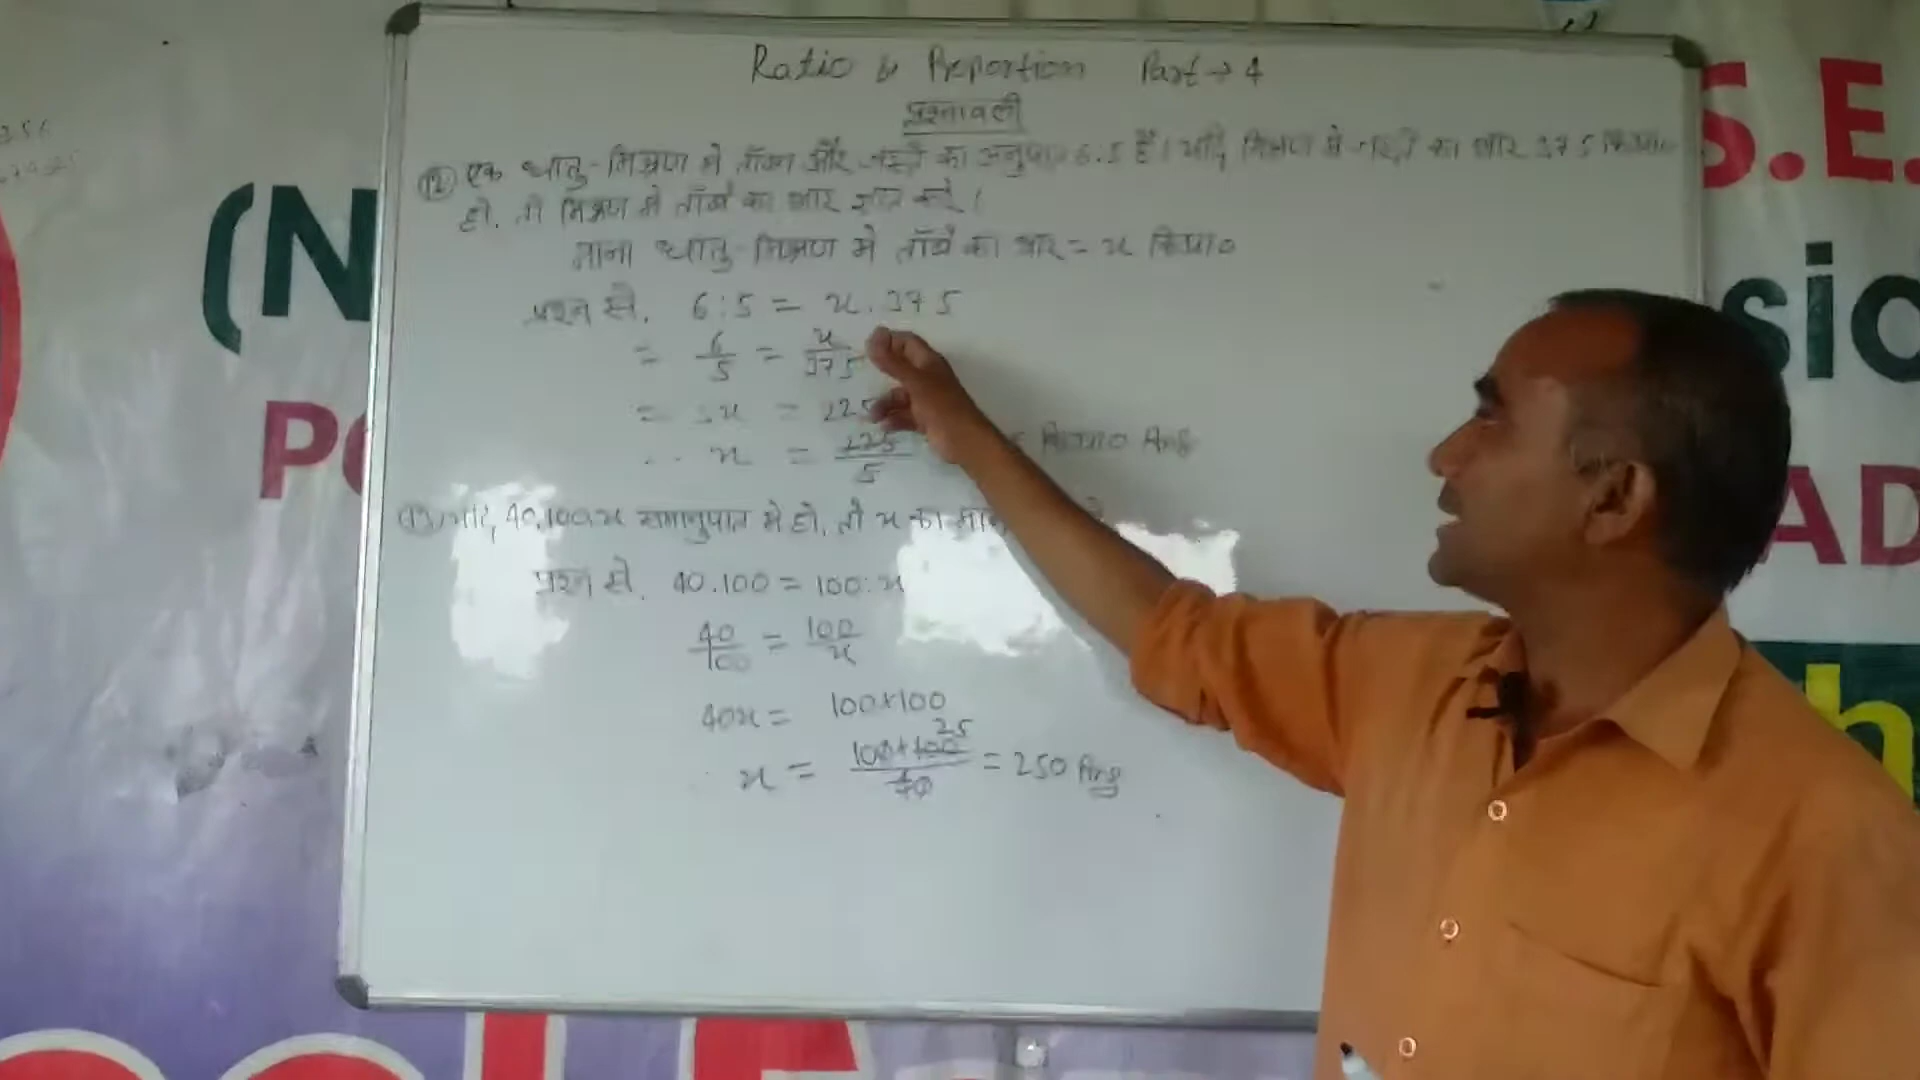 Ratio & Proportion Part → 4
प्रश्नावली
(12) एक धातु-मिश्रण मे ताँबा और जस्ते का अनुपात 6:5 है। यदि मिश्रण मे जस्ते का भार 37.5 किग्रा०
हो, तो मिश्रण मे ताँबे का भार ज्ञात करे।
माना धातु-मिश्रण मे ताँबे का भार = x किग्रा०
प्रश्न से, 6:5 = x:37.5
= 6/5 = x/37.5
= 5x = 225
∴ x = 225/5 किग्रा० Ans
(13) यदि 40,100,x समानुपात मे हो, तो x का मान
प्रश्न से, 40:100 = 100:x
40/100 = 100/x
40x = 100×100
∴ x = 100×100/40 = 250 Ans
25
S.E.
(N
sio
P
AD
h